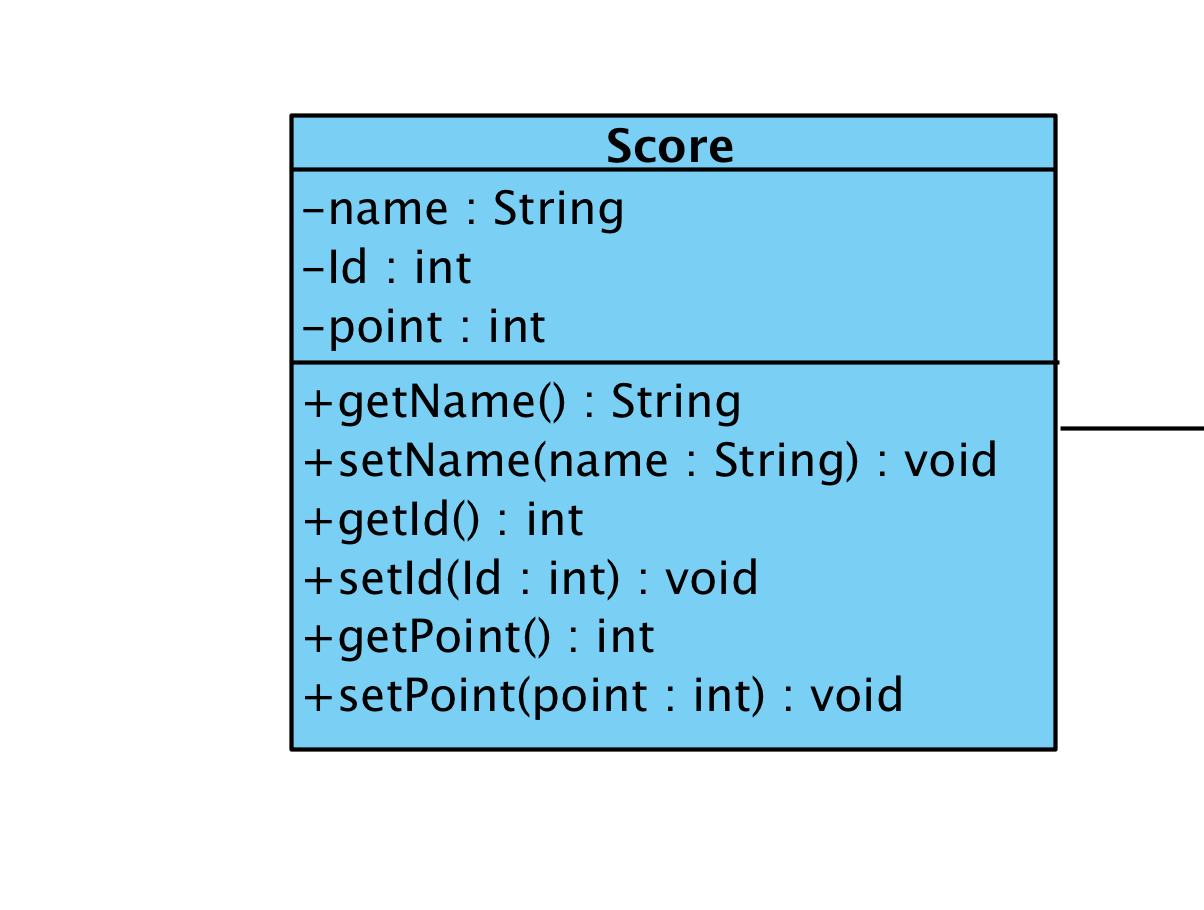 Score
-name : String
-Id : int
-point : int
+getName() : String
+setName(name : String) : void
+getId() : int
+setId(Id : int) : void
+getPoint() : int
+setPoint(point : int) : void